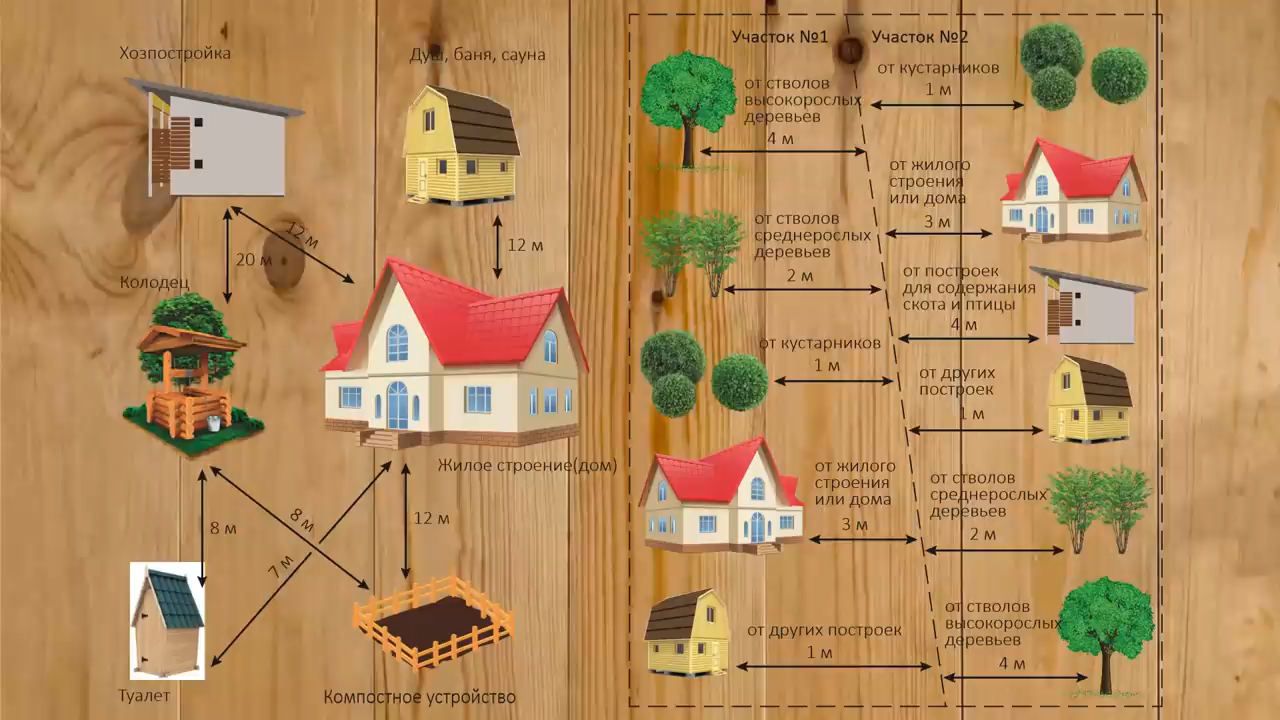 Хозпостройка
Душ, баня, сауна
12 м
20 м
12 м
Колодец
Жилое строение(дом)
8 м
8 м
7 м
12 м
Туалет
Компостное устройство
Участок №1
Участок №2
от стволов
высокорослых
деревьев
4 м
от стволов
среднерослых
деревьев
2 м
от кустарников
1 м
от жилого
строения
или дома
3 м
от других построек
1 м
от кустарников
1 м
от жилого
строения
или дома
3 м
от построек
для содержания
скота и птицы
4 м
от других
построек
1 м
от стволов
среднерослых
деревьев
2 м
от стволов
высокорослых
деревьев
4 м